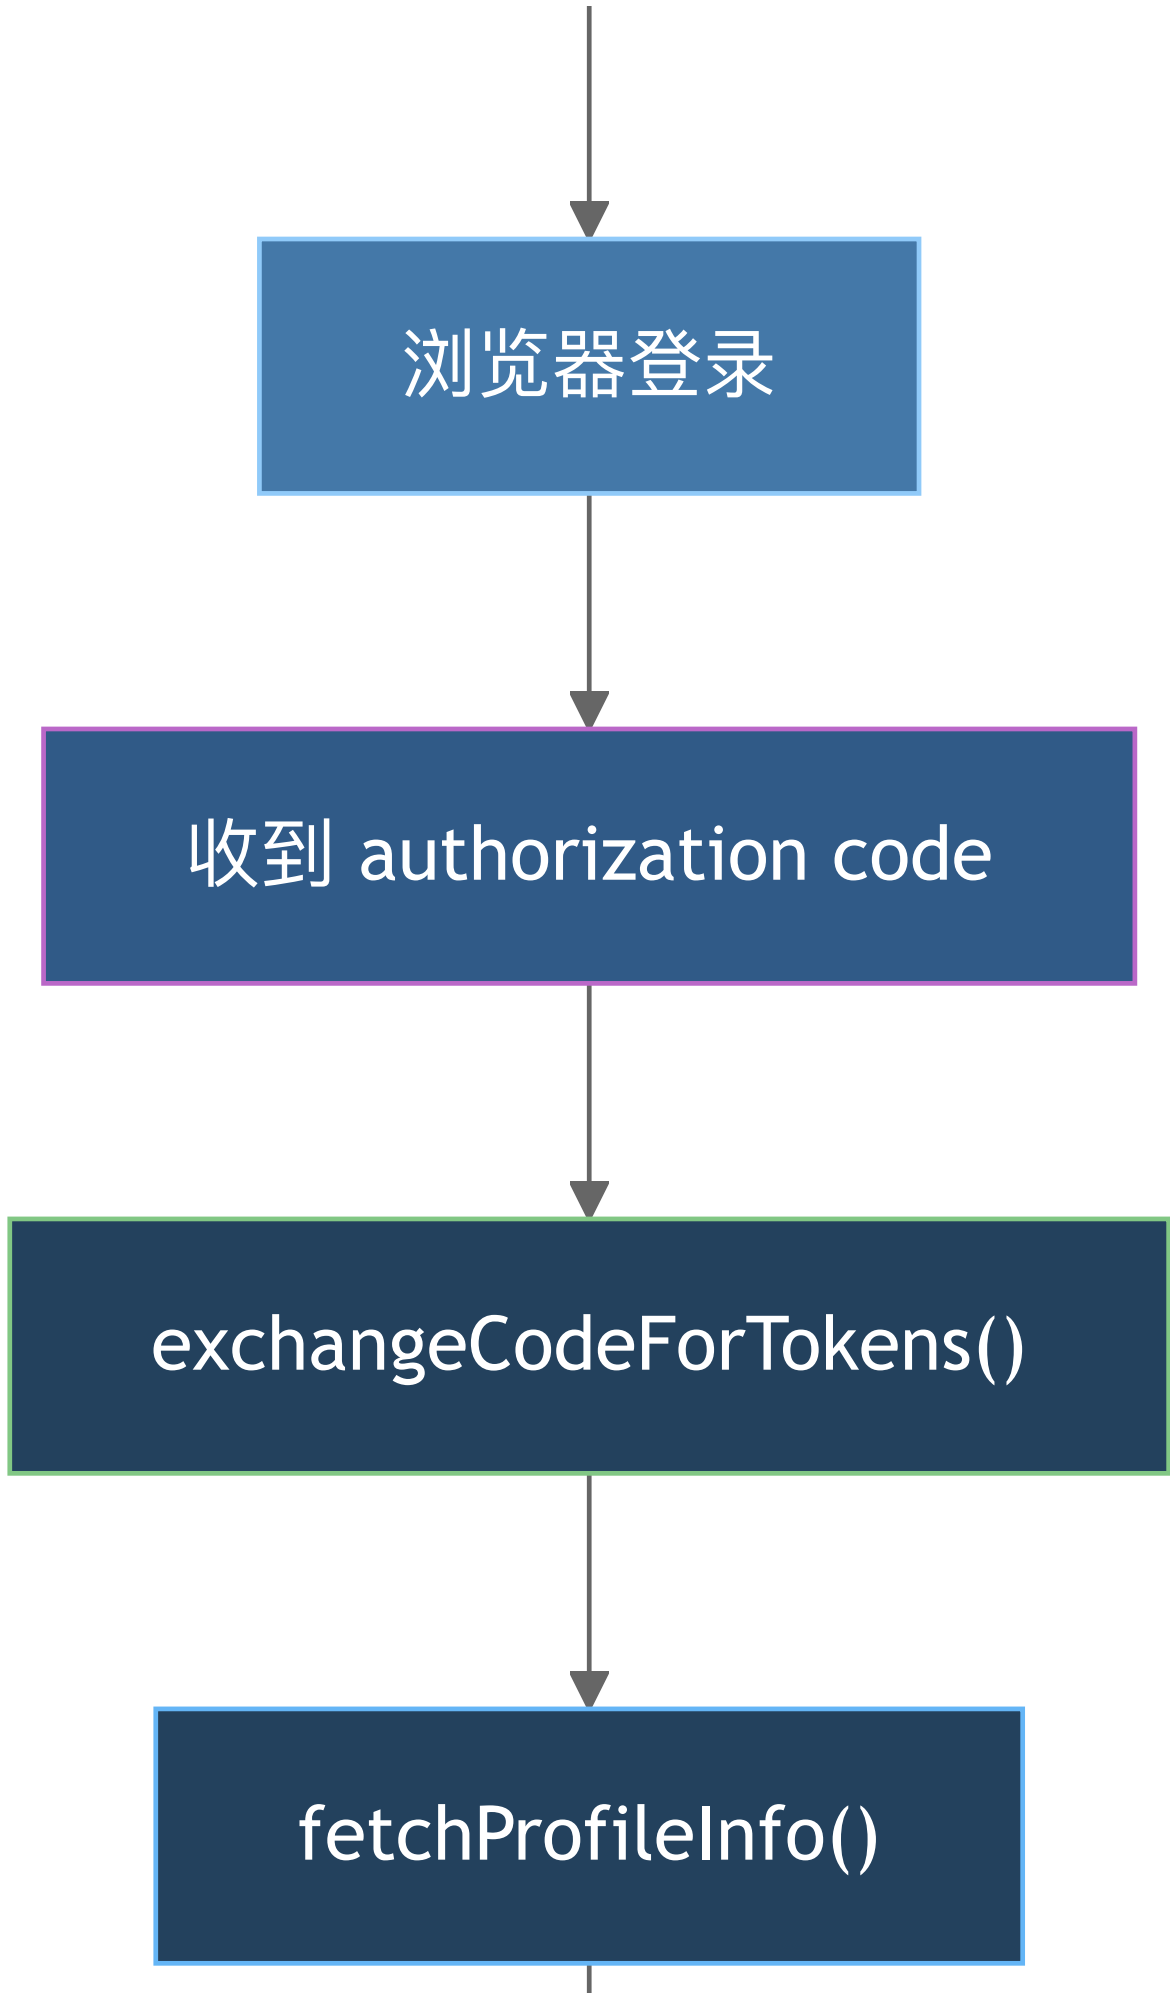 浏览器登录
收到 authorization code
exchangeCodeForTokens()
fetchProfileInfo()